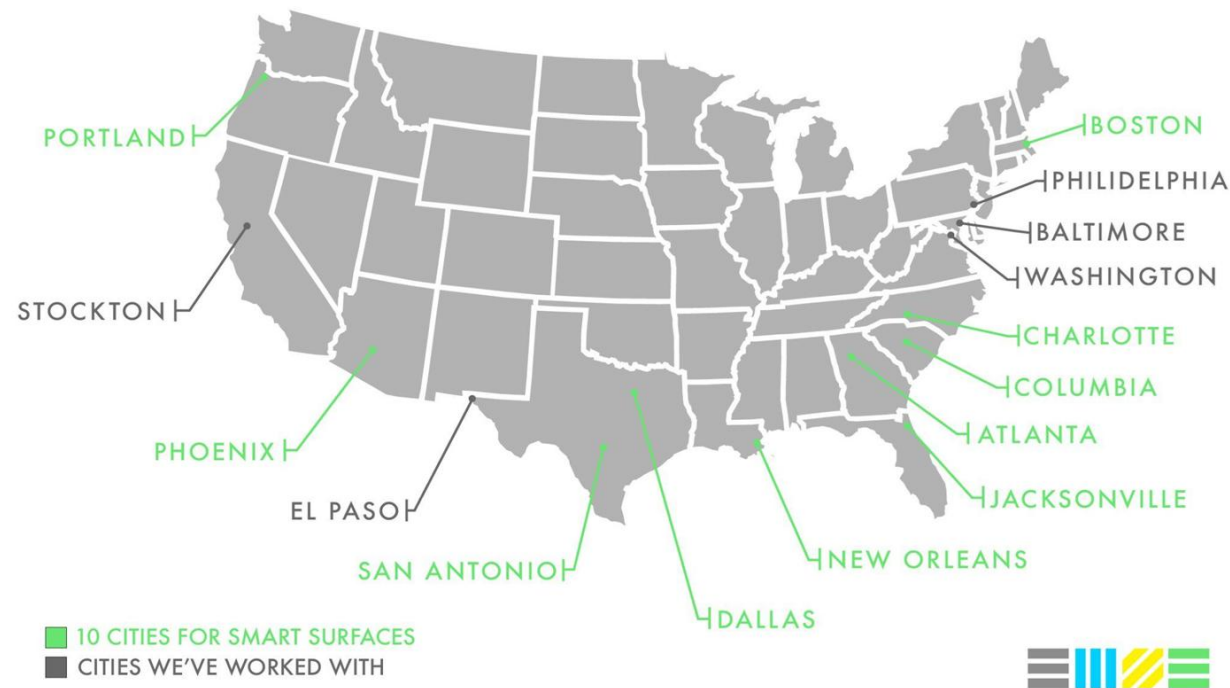 PORTLAND
BOSTON
PHILIDELPHIA
BALTIMORE
WASHINGTON
STOCKTON
CHARLOTTE
COLUMBIA
ATLANTA
PHOENIX
JACKSONVILLE
EL PASO
NEW ORLEANS
SAN ANTONIO
DALLAS
10 CITIES FOR SMART SURFACES
CITIES WE'VE WORKED WITH